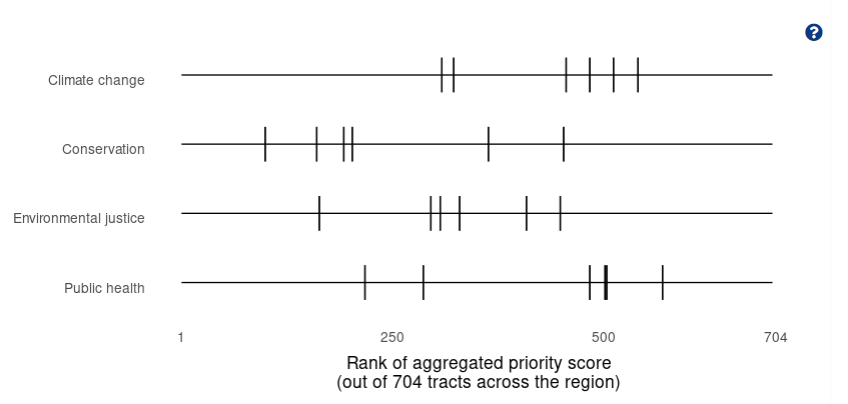 ?
Climate change
Conservation
Environmental justice
Public health
1 250 500 704
Rank of aggregated priority score
(out of 704 tracts across the region)